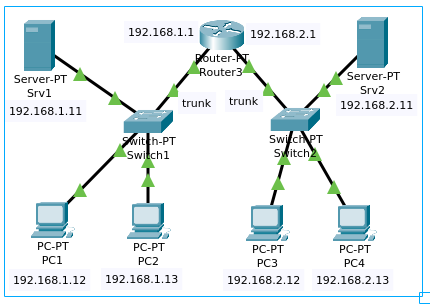 192.168.1.1
192.168.2.1
Router-PT
Router3
Server-PT
Srv1
192.168.1.11
Server-PT
Srv2
192.168.2.11
trunk
trunk
Switch-PT
Switch1
Switch-PT
Switch2
PC-PT
PC1
192.168.1.12
PC-PT
PC2
192.168.1.13
PC-PT
PC3
192.168.2.12
PC-PT
PC4
192.168.2.13